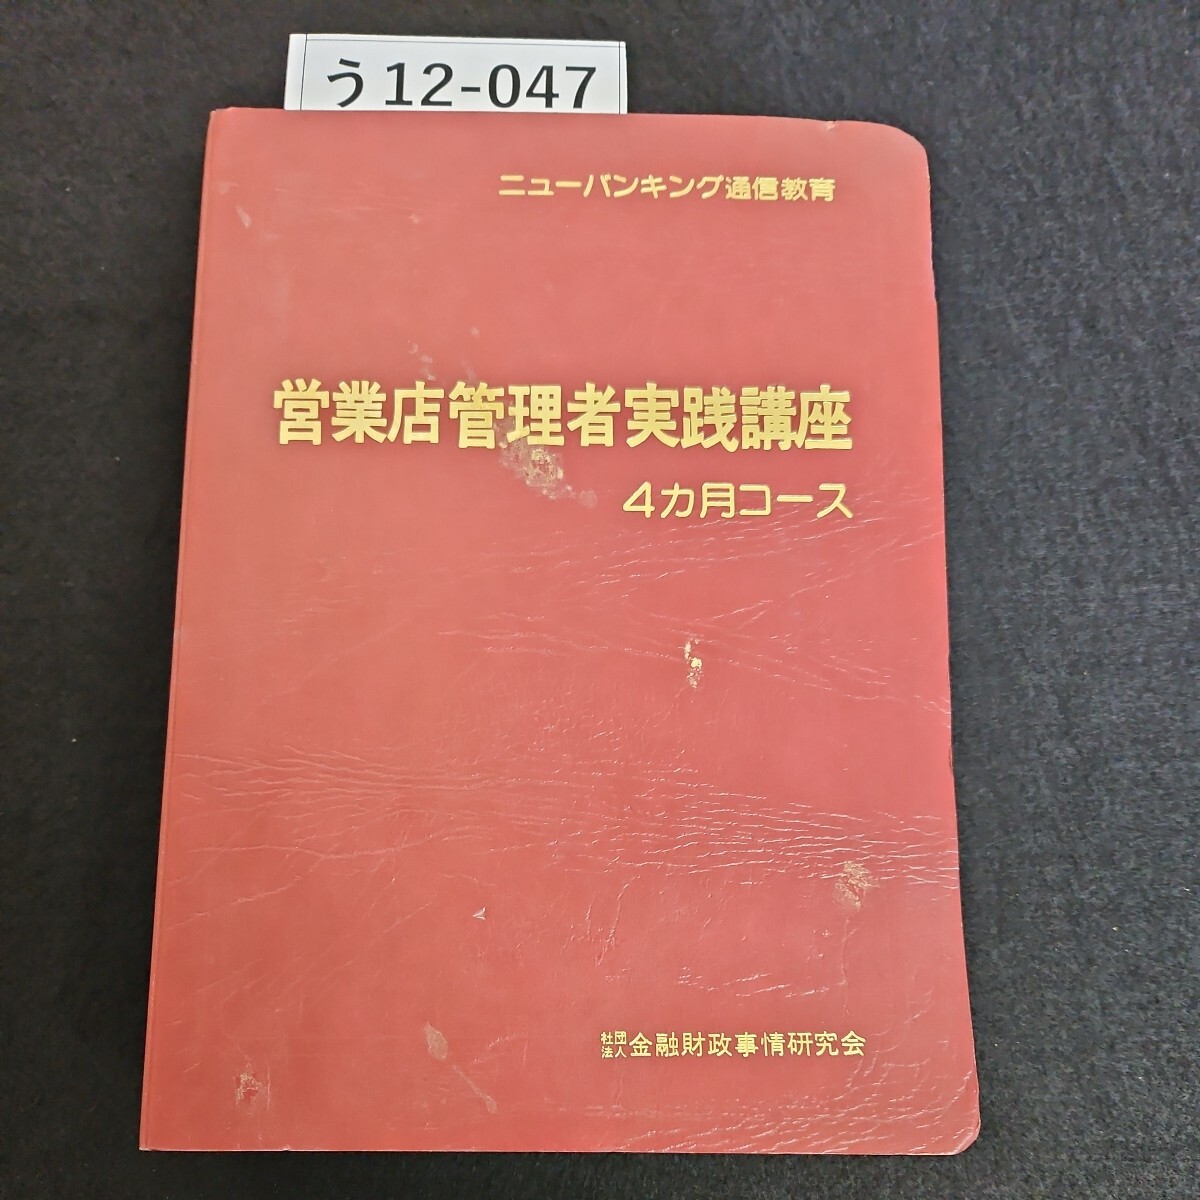 う12-047
ニューバンキング通信教育
営業店管理者実践講座
4カ月コース
社団法人 金融財政事情研究会